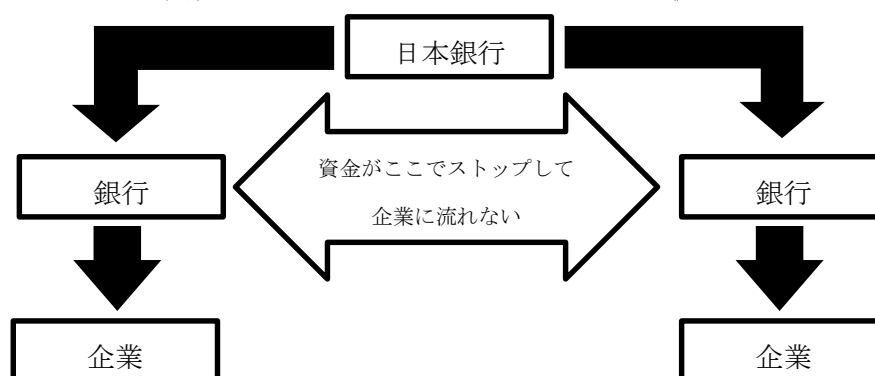 日本銀行
資金がここでストップして
企業に流れない
銀行
銀行
企業
企業